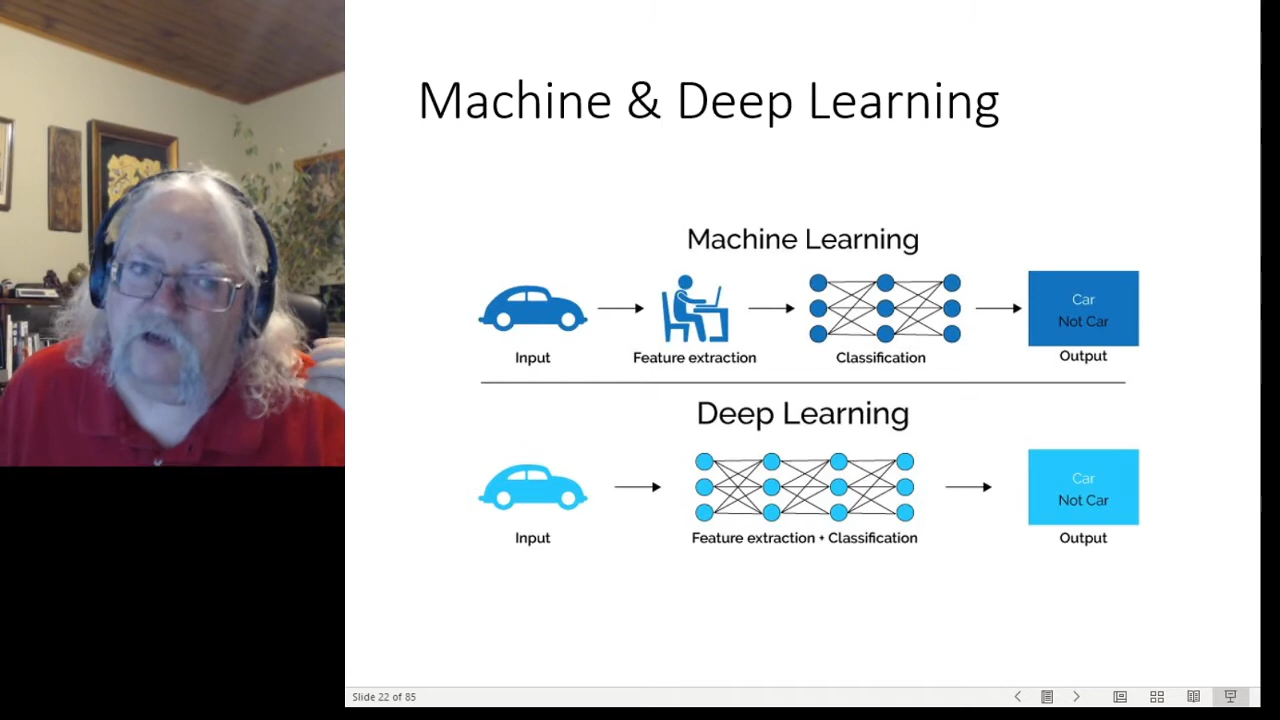 Machine & Deep Learning
Machine Learning
Input
Feature extraction
Classification
Car
Not Car
Output
Deep Learning
Input
Feature extraction + Classification
Car
Not Car
Output
Slide 22 of 85